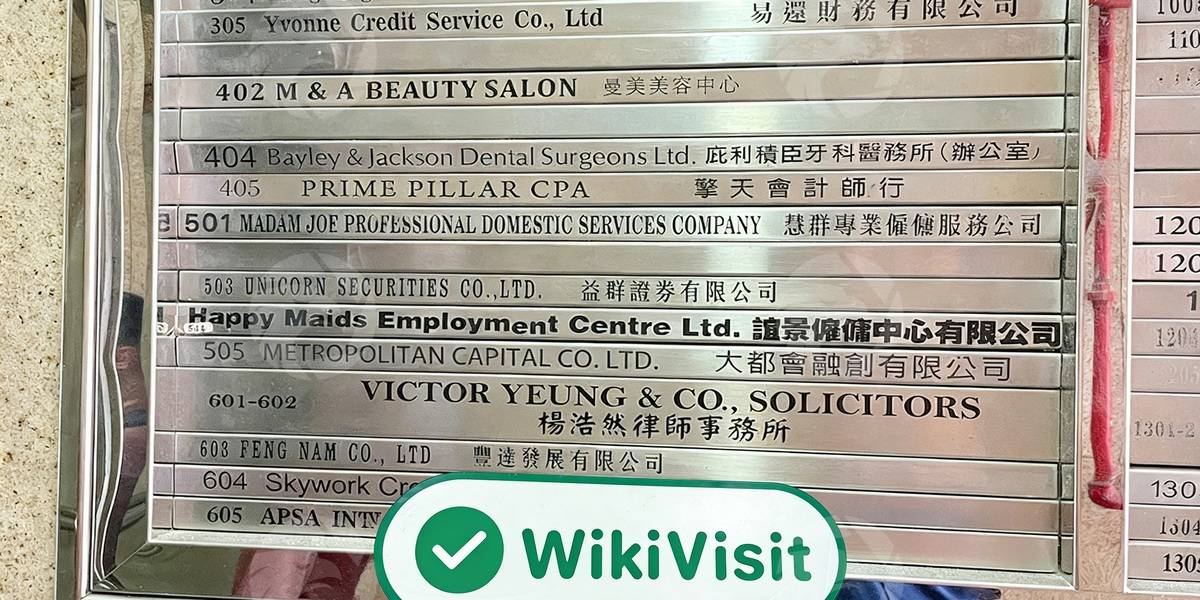 305 Yvonne Credit Service Co., Ltd 易還財務有限公司
402 M & A BEAUTY SALON 曼美美容中心
404 Bayley & Jackson Dental Surgeons Ltd. 庇利積臣牙科醫務所(辦公室)
405 PRIME PILLAR CPA 擎天會計師行
501 MADAM JOE PROFESSIONAL DOMESTIC SERVICES COMPANY 慧群專業僱傭服務公司
503 UNICORN SECURITIES CO.,LTD. 益群證券有限公司
Happy Maids Employment Centre Ltd. 誼景僱傭中心有限公司
505 METROPOLITAN CAPITAL CO. LTD. 大都會融創有限公司
601-602 VICTOR YEUNG & CO., SOLICITORS
楊浩然律師事務所
603 FENG NAM CO., LTD 豐達發展有限公司
604 Skywork
605 APSA
WikiVisit
110
120
120
130
1304